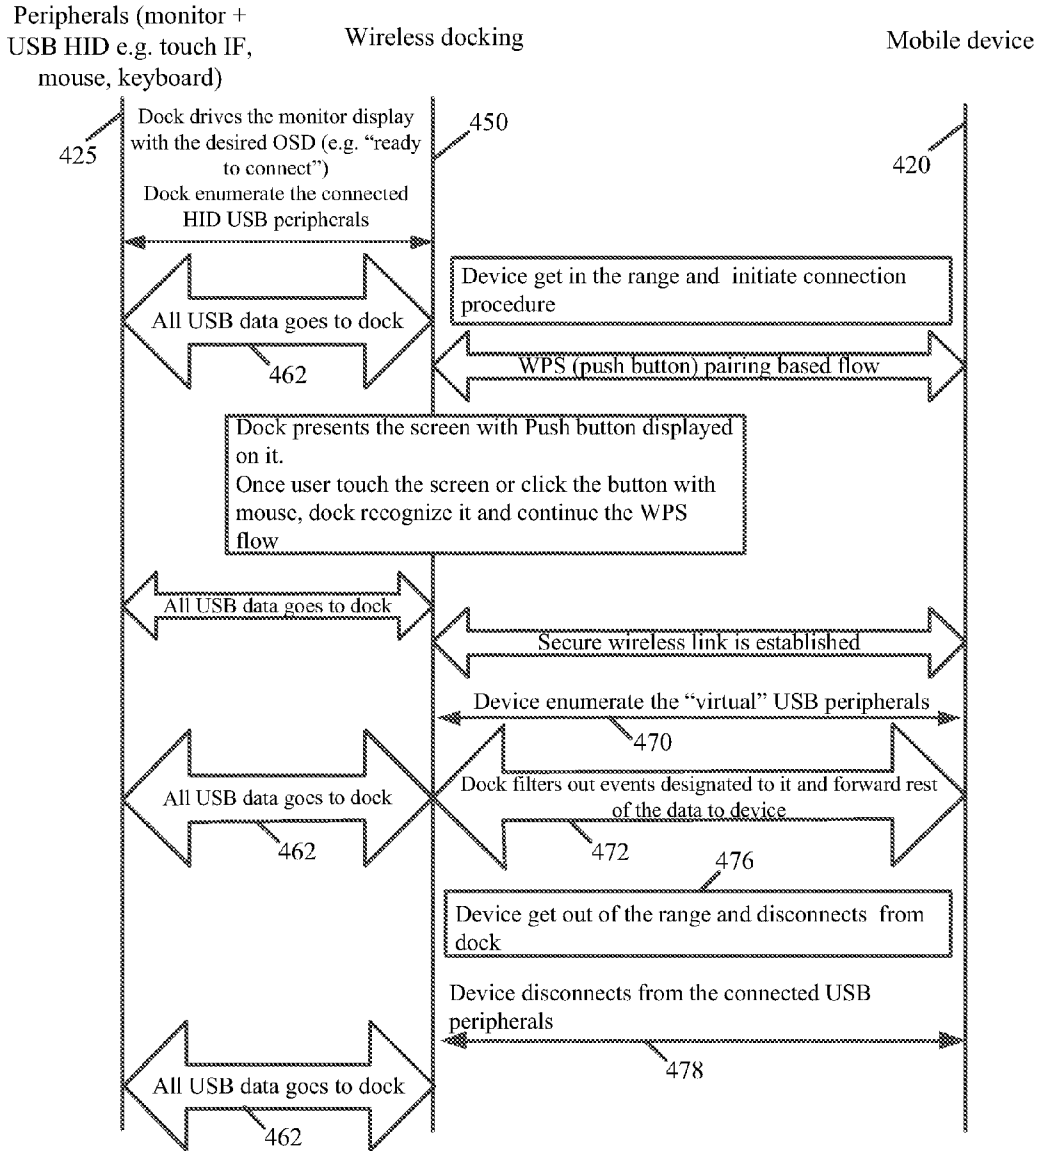 Peripherals (monitor +
USB HID e.g. touch IF,
mouse, keyboard)
Wireless docking
Mobile device
Dock drives the monitor display
with the desired OSD (e.g. “ready
to connect”)
Dock enumerate the connected
HID USB peripherals
425
450
420
Device get in the range and initiate connection
procedure
All USB data goes to dock
462
WPS (push button) pairing based flow
Dock presents the screen with Push button displayed
on it.
Once user touch the screen or click the button with
mouse, dock recognize it and continue the WPS
flow
All USB data goes to dock
Secure wireless link is established
Device enumerate the “virtual” USB peripherals
470
All USB data goes to dock
462
Dock filters out events designated to it and forward rest
of the data to device
472
476
Device get out of the range and disconnects from
dock
Device disconnects from the connected USB
peripherals
478
All USB data goes to dock
462